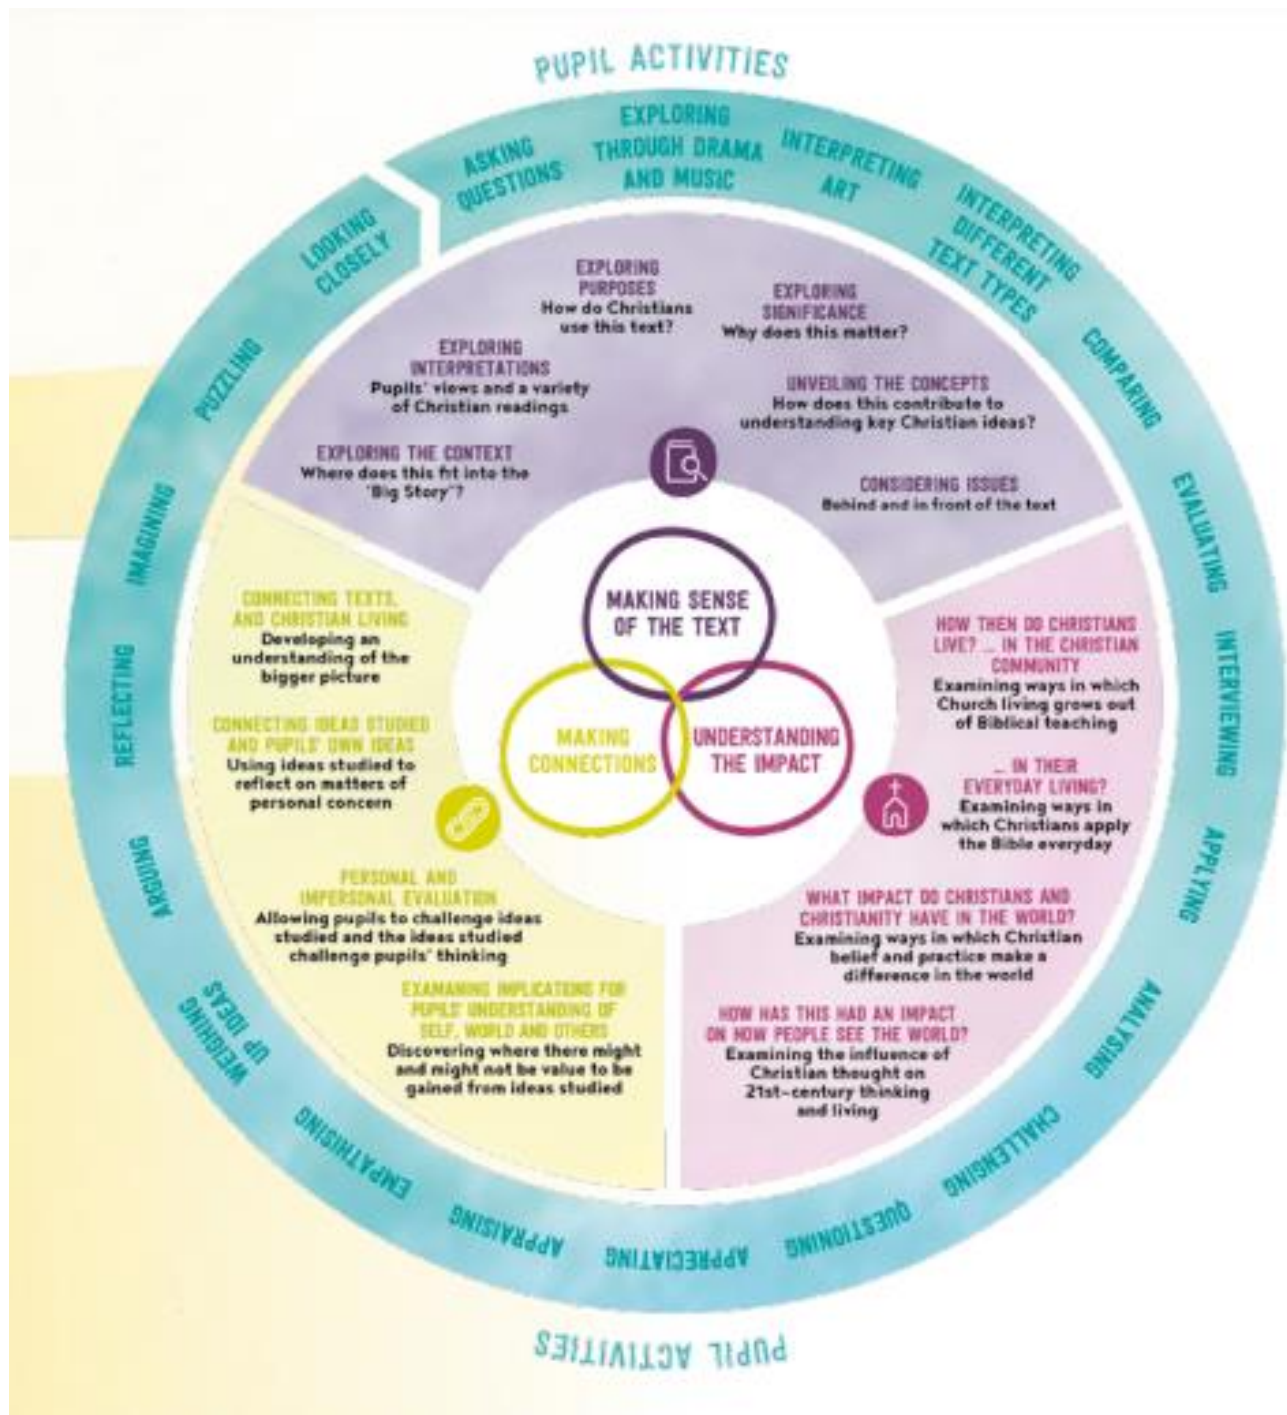 PUPIL ACTIVITIES
ASKING
QUESTIONS
EXPLORING
THROUGH DRAMA
AND MUSIC
INTERPRETING
ART
INTERPRETING
DIFFERENT
TEXT TYPES
COMPARING
EVALUATING
INTERVIEWING
APPLYING
ANALYSING
CHALLENGING
QUESTIONING
APPRECIATING
APPRAISING
EMPATHISING
WEIGHING
UP IDEAS
ARGUING
REFLECTING
IMAGINING
PUZZLING
LOOKING
CLOSELY
EXPLORING
PURPOSES
How do Christians
use this text?
EXPLORING
SIGNIFICANCE
Why does this matter?
EXPLORING
INTERPRETATIONS
Pupils' views and a variety
of Christian readings
UNVEILING THE CONCEPTS
How does this contribute to
understanding key Christian ideas?
EXPLORING THE CONTEXT
Where does this fit into the
"Big Story"?
CONSIDERING ISSUES
Behind and in front of the text
MAKING SENSE
OF THE TEXT
MAKING
CONNECTIONS
UNDERSTANDING
THE IMPACT
HOW THEN DO CHRISTIANS
LIVE? ... IN THE CHRISTIAN
COMMUNITY
Examining ways in which
Church living grows out
of Biblical teaching
... IN THEIR
EVERYDAY LIVING?
Examining ways in
which Christians apply
the Bible everyday
WHAT IMPACT DO CHRISTIANS AND
CHRISTIANITY HAVE IN THE WORLD?
Examining ways in which Christian
belief and practice make a
difference in the world
HOW HAS THIS HAD AN IMPACT
ON HOW PEOPLE SEE THE WORLD?
Examining the influence of
Christian thought on
21st-century thinking
and living
CONNECTING TEXTS,
AND CHRISTIAN LIVING
Developing an
understanding of the
bigger picture
CONNECTING IDEAS STUDIED
AND PUPILS' OWN IDEAS
Using ideas studied to
reflect on matters of
personal concern
PERSONAL AND
IMPERSONAL EVALUATION
Allowing pupils to challenge ideas
studied and the ideas studied
challenge pupils' thinking
EXAMANING IMPLICATIONS FOR
PUPILS' UNDERSTANDING OF
SELF, WORLD AND OTHERS
Discovering where there might
and might not be value to be
gained from ideas studied
PUPIL ACTIVITIES